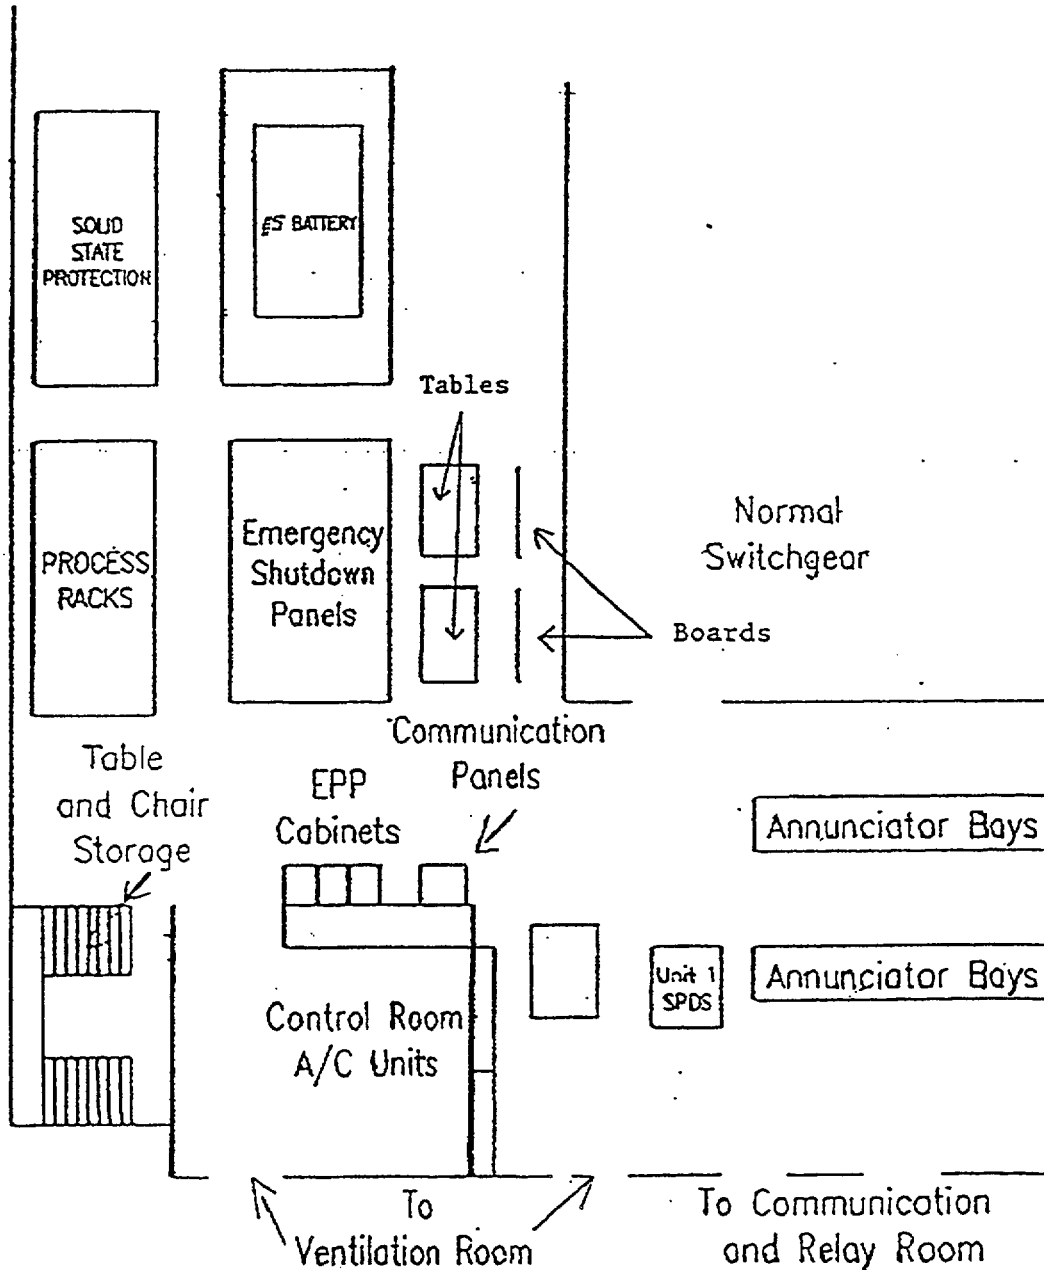 SOLID
STATE
PROTECTION
ES BATTERY
Tables
PROCESS
RACKS
Emergency
Shutdown
Panels
Normal
Switchgear
Boards
Communication
Panels
Table
and Chair
Storage
EPP
Cabinets
Annunciator Bays
Unit 1
SPDS
Annunciator Bays
Control Room
A/C Units
To
Ventilation Room
To Communication
and Relay Room